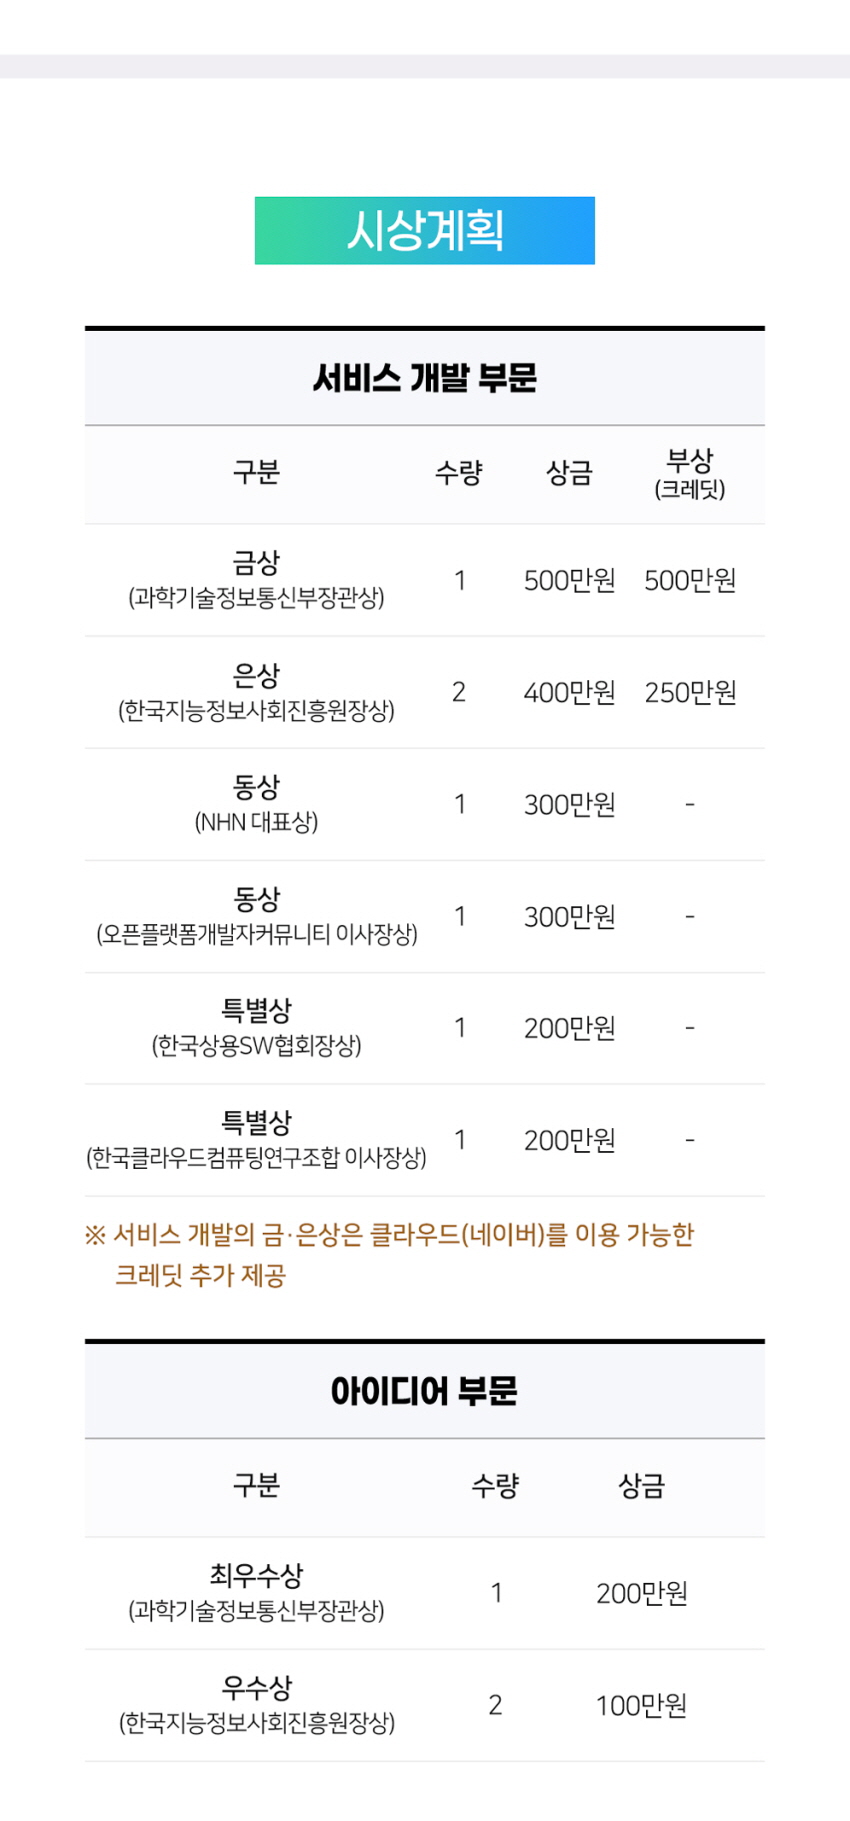 시상계획
서비스 개발 부문
구분 수량 상금 부상
(크레딧)
금상
(과학기술정보통신부장관상) 1 500만원 500만원
은상
(한국지능정보사회진흥원장상) 2 400만원 250만원
동상
(NHN 대표상) 1 300만원 -
동상
(오픈플랫폼개발자커뮤니티 이사장상) 1 300만원 -
특별상
(한국상용SW협회장상) 1 200만원 -
특별상
(한국클라우드컴퓨팅연구조합 이사장상) 1 200만원 -
※ 서비스 개발의 금·은상은 클라우드(네이버)를 이용 가능한
크레딧 추가 제공
아이디어 부문
구분 수량 상금
최우수상
(과학기술정보통신부장관상) 1 200만원
우수상
(한국지능정보사회진흥원장상) 2 100만원